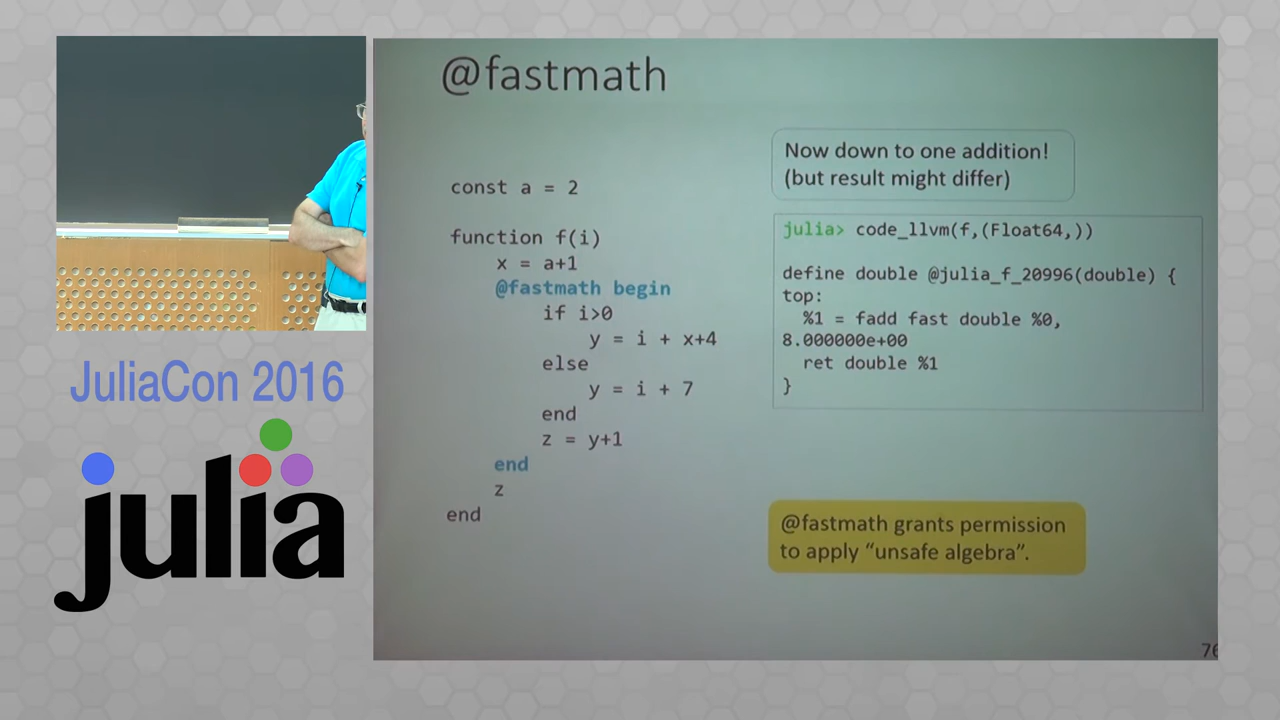 @fastmath
const a = 2
function f(i)
x = a+1
@fastmath begin
if i>0
y = i + x+4
else
y = i + 7
end
z = y+1
end
z
end
Now down to one addition!
(but result might differ)
julia> code_llvm(f,(Float64,))
define double @julia_f_20996(double) {
top:
%1 = fadd fast double %0,
8.000000e+00
ret double %1
}
@fastmath grants permission
to apply “unsafe algebra”.
76
JuliaCon 2016
julia